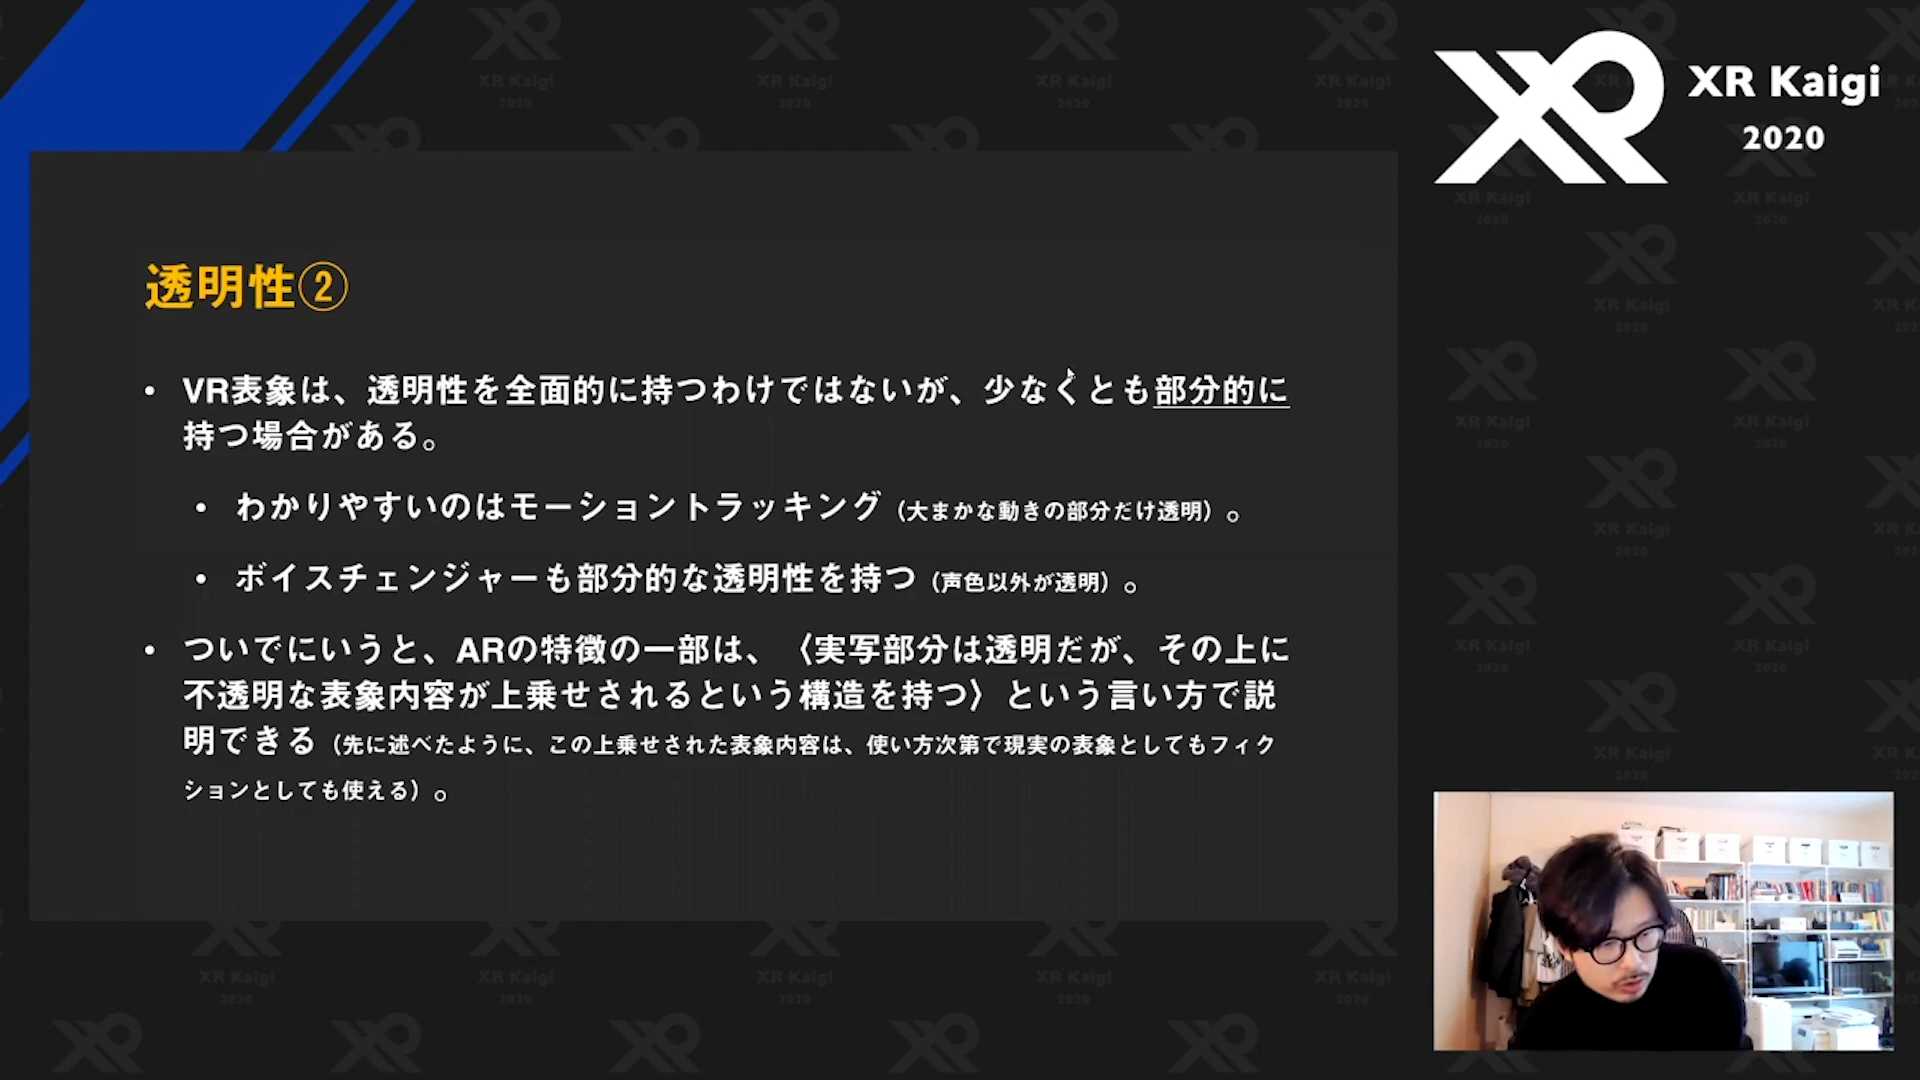 XR Kaigi
2020
透明性②
• VR表象は、透明性を全面的に持つわけではないが、少なくとも部分的に
持つ場合がある。
• わかりやすいのはモーショントラッキング（大まかな動きの部分だけ透明）。
• ボイスチェンジャーも部分的な透明性を持つ（声色以外が透明）。
• ついでにいうと、ARの特徴の一部は、〈実写部分は透明だが、その上に
不透明な表象内容が上乗せされるという構造を持つ〉という言い方で説
明できる（先に述べたように、この上乗せされた表象内容は、使い方次第で現実の表象としてもフィク
ションとしても使える）。